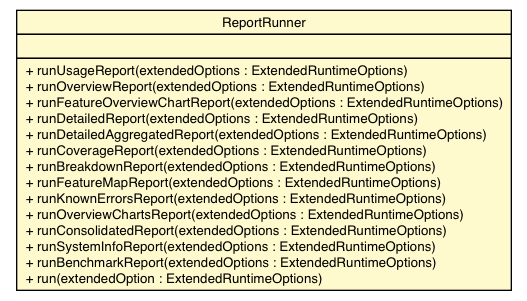 ReportRunner
+ runUsageReport(extendedOptions : ExtendedRuntimeOptions)
+ runOverviewReport(extendedOptions : ExtendedRuntimeOptions)
+ runFeatureOverviewChartReport(extendedOptions : ExtendedRuntimeOptions)
+ runDetailedReport(extendedOptions : ExtendedRuntimeOptions)
+ runDetailedAggregatedReport(extendedOptions : ExtendedRuntimeOptions)
+ runCoverageReport(extendedOptions : ExtendedRuntimeOptions)
+ runBreakdownReport(extendedOptions : ExtendedRuntimeOptions)
+ runFeatureMapReport(extendedOptions : ExtendedRuntimeOptions)
+ runKnownErrorsReport(extendedOptions : ExtendedRuntimeOptions)
+ runOverviewChartsReport(extendedOptions : ExtendedRuntimeOptions)
+ runConsolidatedReport(extendedOptions : ExtendedRuntimeOptions)
+ runSystemInfoReport(extendedOptions : ExtendedRuntimeOptions)
+ runBenchmarkReport(extendedOptions : ExtendedRuntimeOptions)
+ run(extendedOption : ExtendedRuntimeOptions)